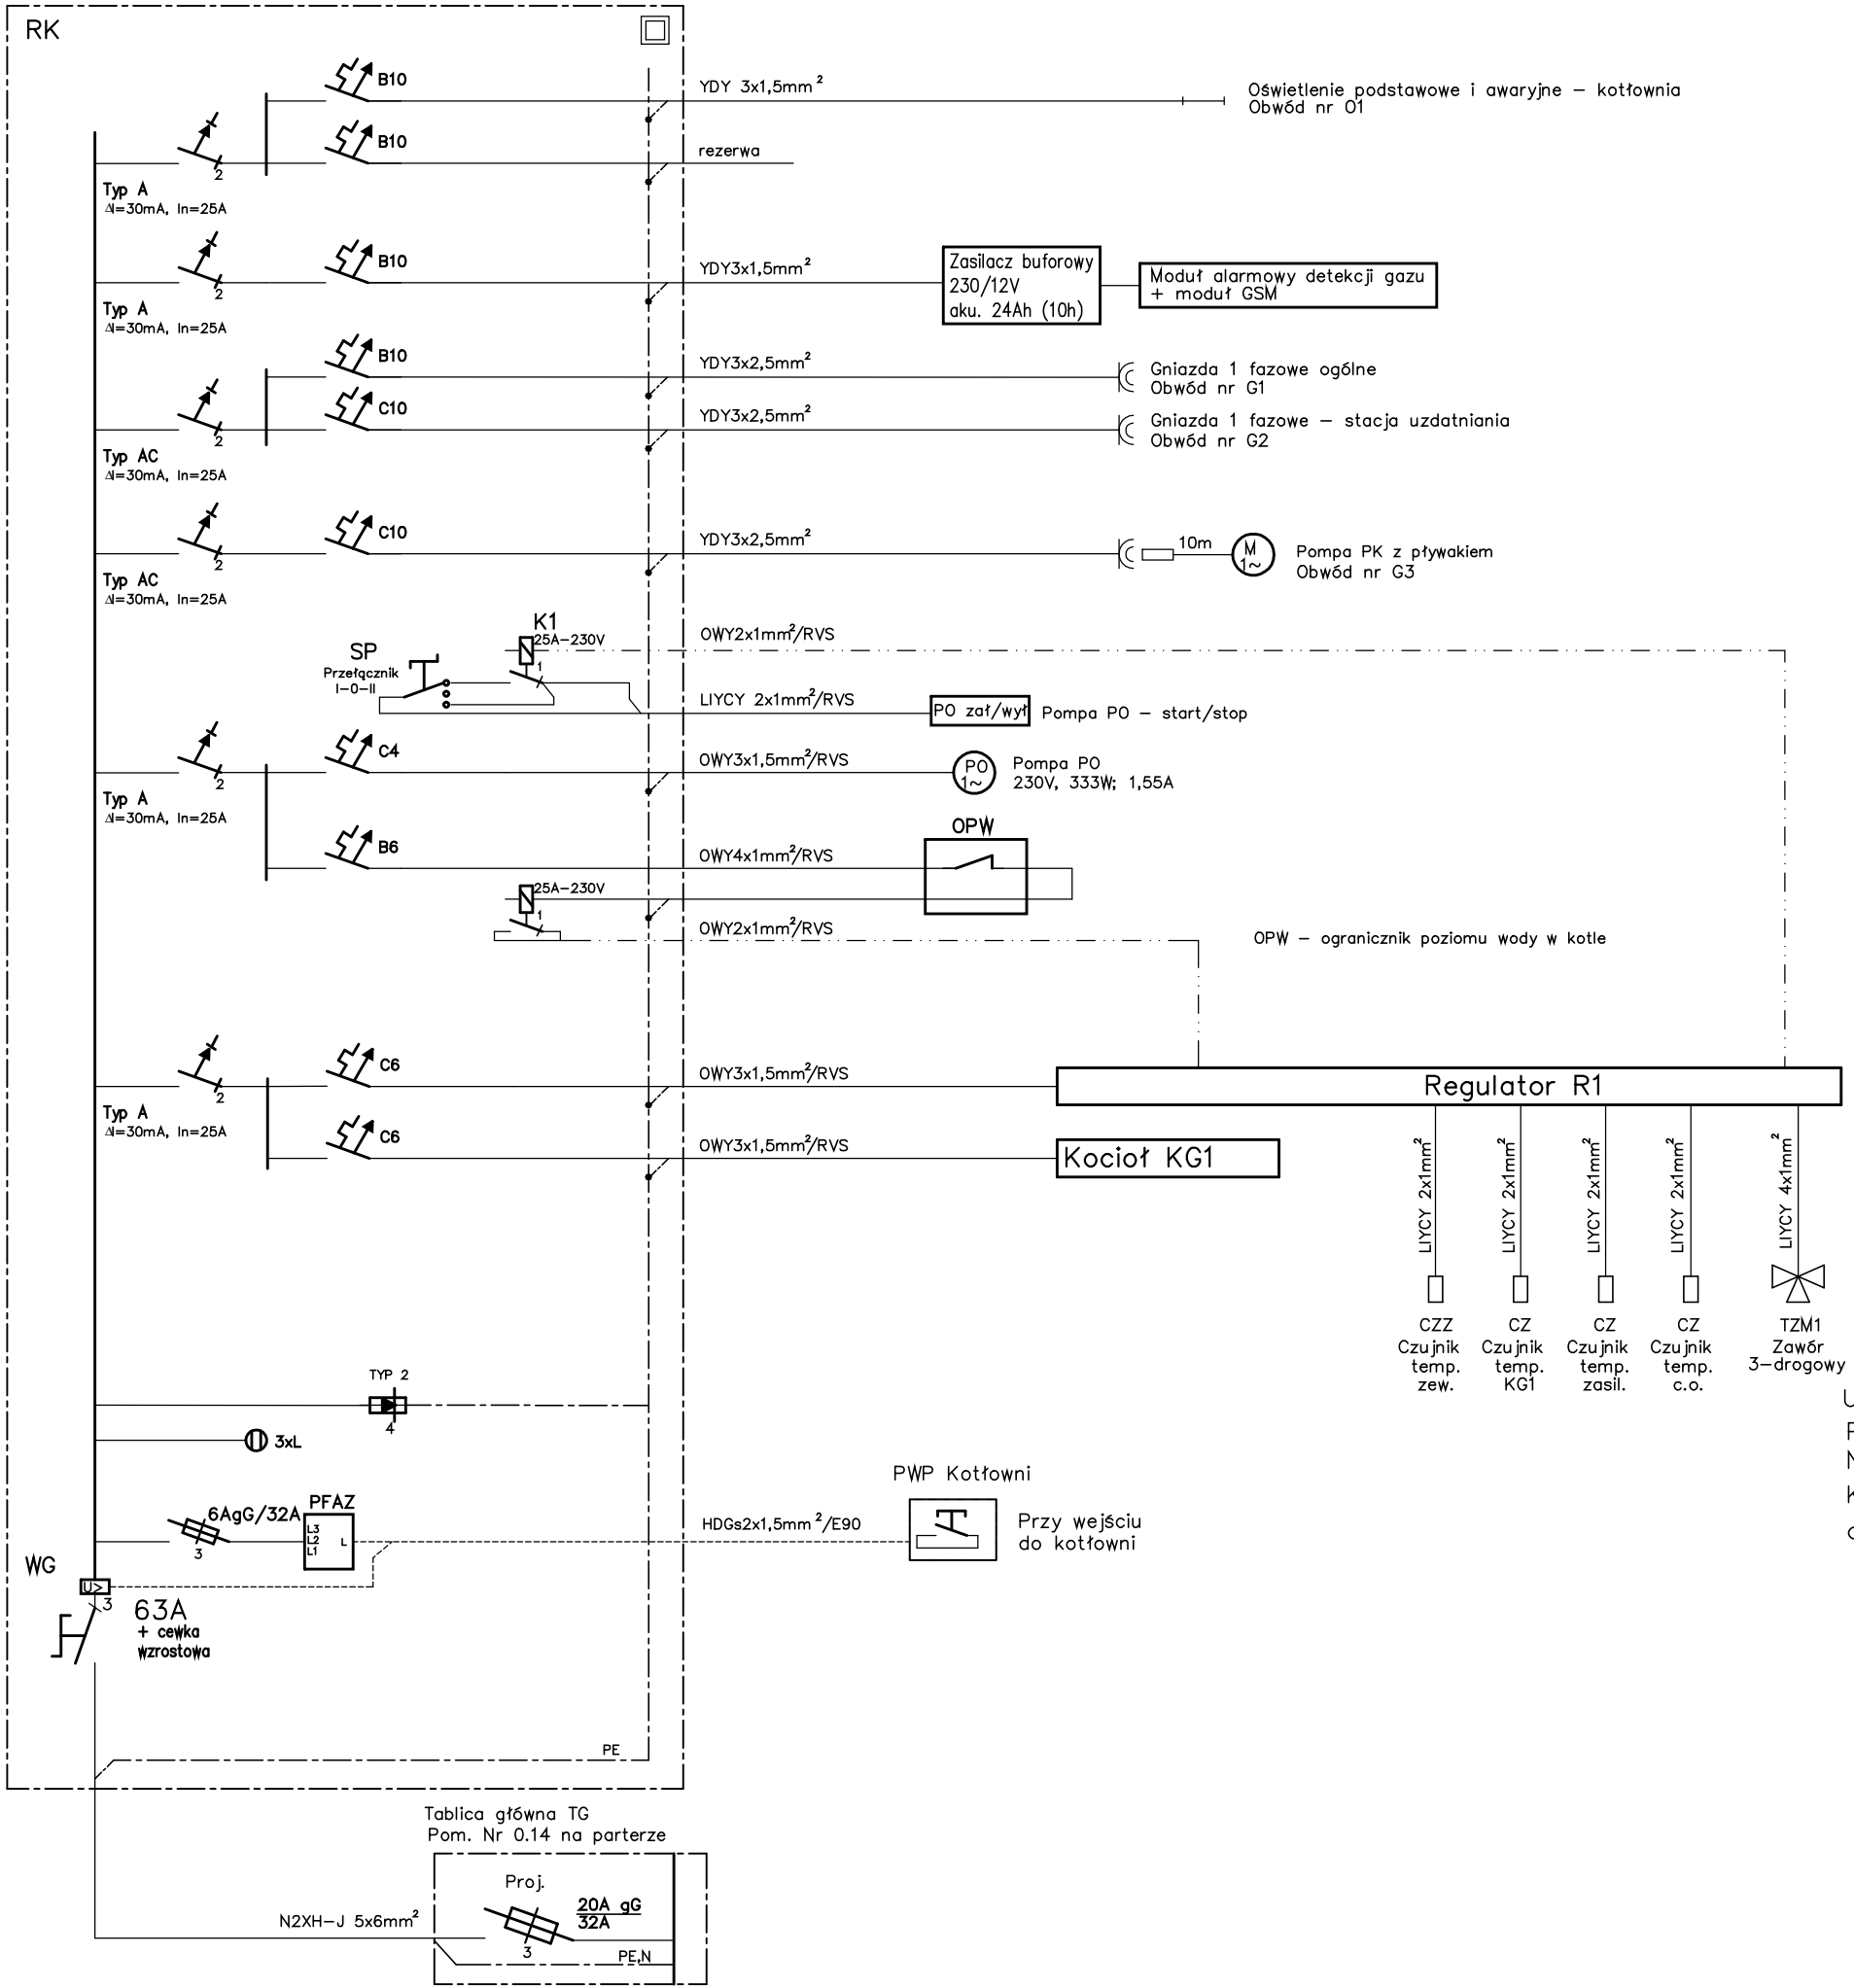 RK
B10
YDY 3x1,5mm²
Oświetlenie podstawowe i awaryjne – kotłownia
Obwód nr O1
B10
rezerwa
2
Typ A
ΔI=30mA, In=25A
B10
YDY3x1,5mm²
Zasilacz buforowy
230/12V
aku. 24Ah (10h)
Moduł alarmowy detekcji gazu
+ moduł GSM
2
Typ A
ΔI=30mA, In=25A
B10
YDY3x2,5mm²
Gniazda 1 fazowe ogólne
Obwód nr G1
C10
YDY3x2,5mm²
Gniazda 1 fazowe – stacja uzdatniania
Obwód nr G2
2
Typ AC
ΔI=30mA, In=25A
C10
YDY3x2,5mm²
10m
M
1~
Pompa PK z pływakiem
Obwód nr G3
2
Typ AC
ΔI=30mA, In=25A
K1
25A–230V
1
OWY2x1mm²/RVS
SP
Przełącznik
I–0–II
LIYCY 2x1mm²/RVS
PO zał/wył
Pompa PO – start/stop
C4
OWY3x1,5mm²/RVS
PO
1~
Pompa PO
230V, 333W; 1,55A
2
Typ A
ΔI=30mA, In=25A
OPW
B6
OWY4x1mm²/RVS
25A–230V
1
OWY2x1mm²/RVS
OPW – ogranicznik poziomu wody w kotle
C6
OWY3x1,5mm²/RVS
Regulator R1
2
Typ A
ΔI=30mA, In=25A
C6
OWY3x1,5mm²/RVS
Kocioł KG1
LIYCY 2x1mm²
LIYCY 2x1mm²
LIYCY 2x1mm²
LIYCY 2x1mm²
LIYCY 4x1mm²
CZZ
Czujnik
temp.
zew.
CZ
Czujnik
temp.
KG1
CZ
Czujnik
temp.
zasil.
CZ
Czujnik
temp.
c.o.
TZM1
Zawór
3–drogowy
TYP 2
4
3xL
PWP Kotłowni
6AgG/32A
3
PFAZ
L3
L2
L1
L
HDGs2x1,5mm²/E90
Przy wejściu
do kotłowni
WG
U>
3
63A
+ cewka
wzrostowa
PE
Tablica główna TG
Pom. Nr 0.14 na parterze
Proj.
20A gG
32A
3
N2XH–J 5x6mm²
PE,N